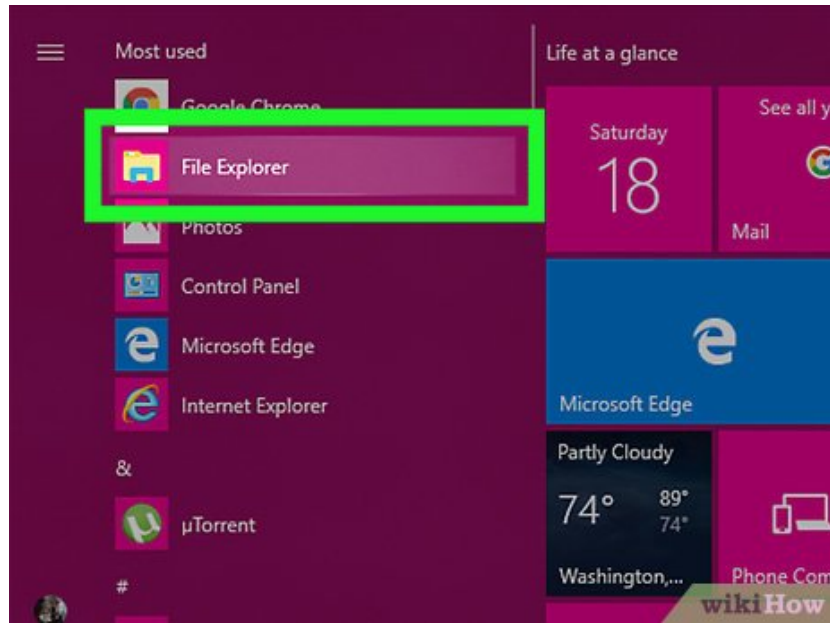 Most used
Google Chrome
File Explorer
Photos
Control Panel
Microsoft Edge
Internet Explorer
&
µTorrent
#
Life at a glance
Saturday
18
See all y
Mail
Microsoft Edge
Partly Cloudy
74° 89°
74°
Washington,...
Phone Com
wikiHow